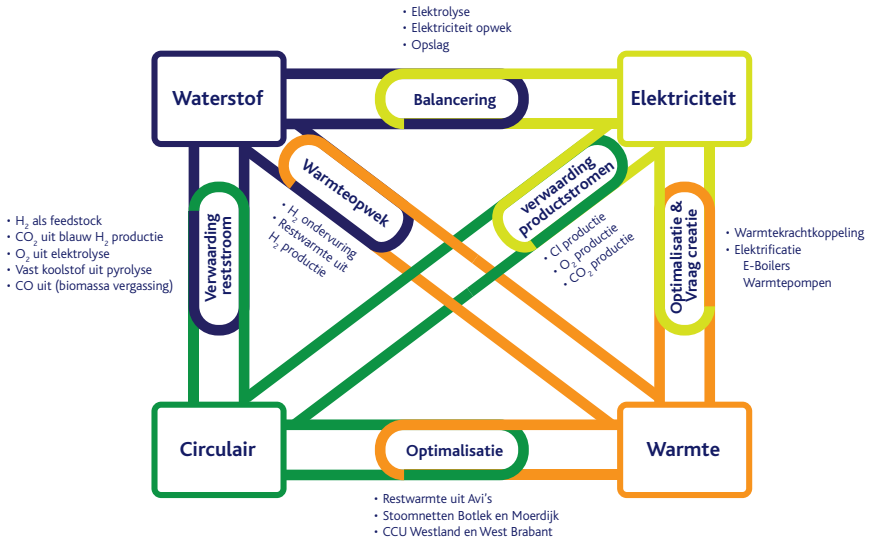 • Elektrolyse
• Elektriciteit opwek
• Opslag
Waterstof
Balancering
Elektriciteit
Warmteopwek
• H₂ ondervuring
• Restwarmte uit
H₂ productie
verwaarding
productstromen
• Cl productie
• O₂ productie
• CO₂ productie
• H₂ als feedstock
• CO₂ uit blauw H₂ productie
• O₂ uit elektrolyse
• Vast koolstof uit pyrolyse
• CO uit (biomassa vergassing)
Verwaarding
reststroom
Optimalisatie &
Vraag creatie
• Warmtekrachtkoppeling
• Elektrificatie
E-Boilers
Warmtepompen
Circulair
Optimalisatie
Warmte
• Restwarmte uit Avi's
• Stoomnetten Botlek en Moerdijk
• CCU Westland en West Brabant